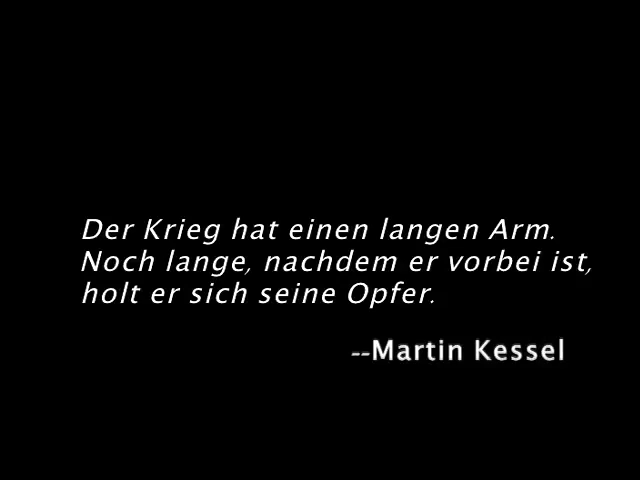 Der Krieg hat einen langen Arm.
Noch lange, nachdem er vorbei ist,
holt er sich seine Opfer.
--Martin Kessel